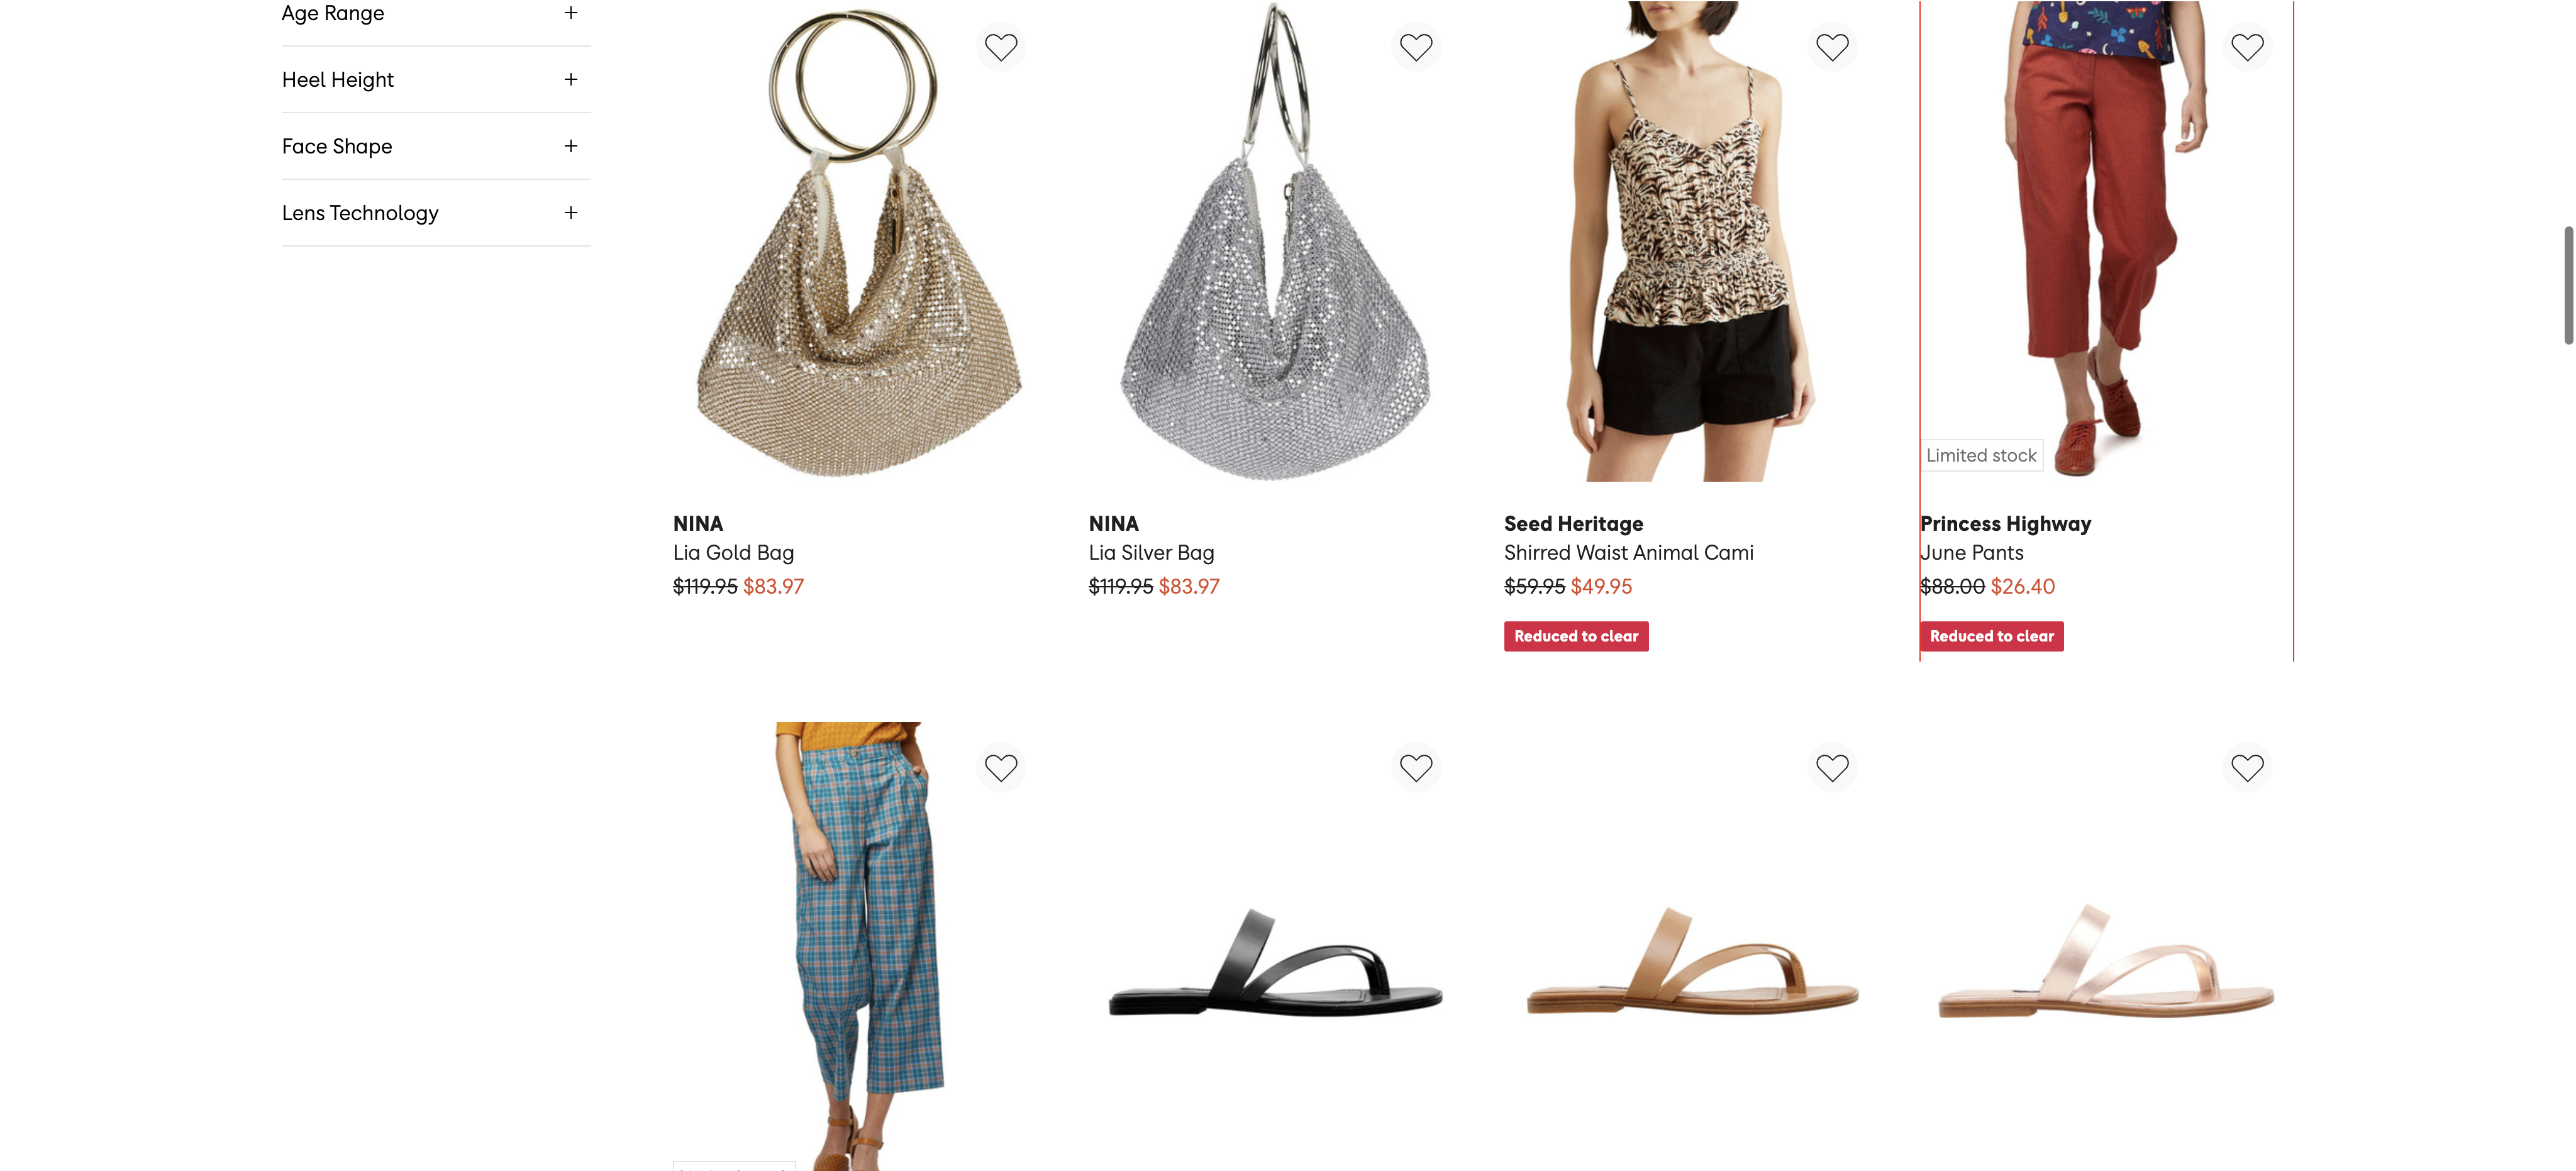 Age Range
Heel Height
Face Shape
Lens Technology
NINA
Lia Gold Bag
$119.95 $83.97
NINA
Lia Silver Bag
$119.95 $83.97
Seed Heritage
Shirred Waist Animal Cami
$59.95 $49.95
Reduced to clear
Limited stock
Princess Highway
June Pants
$88.00 $26.40
Reduced to clear